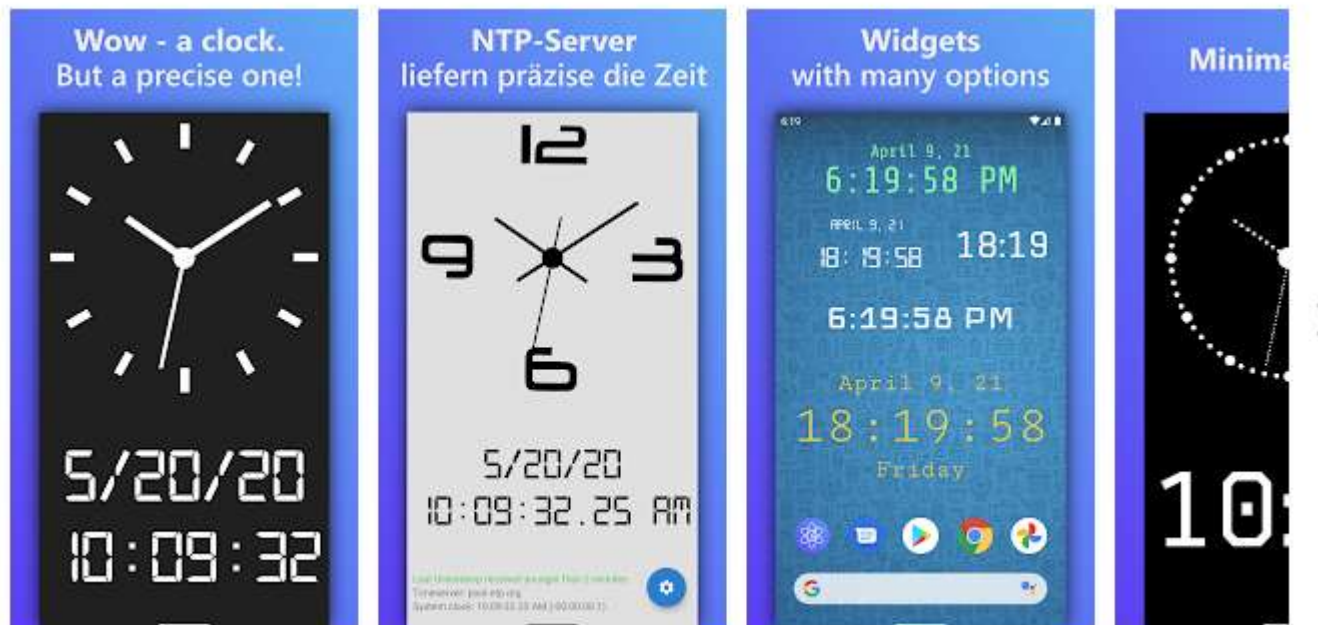 Wow - a clock.
But a precise one!
5/20/20
10:09:32
NTP-Server
liefern präzise die Zeit
12
9
3
6
5/20/20
10:09:32.25 AM
Widgets
with many options
6:19
April 9, 21
6:19:58 PM
APRIL 9, 21
18:19:58
18:19
6:19:58 PM
April 9, 21
18:19:58
Friday
G
Minima
10: